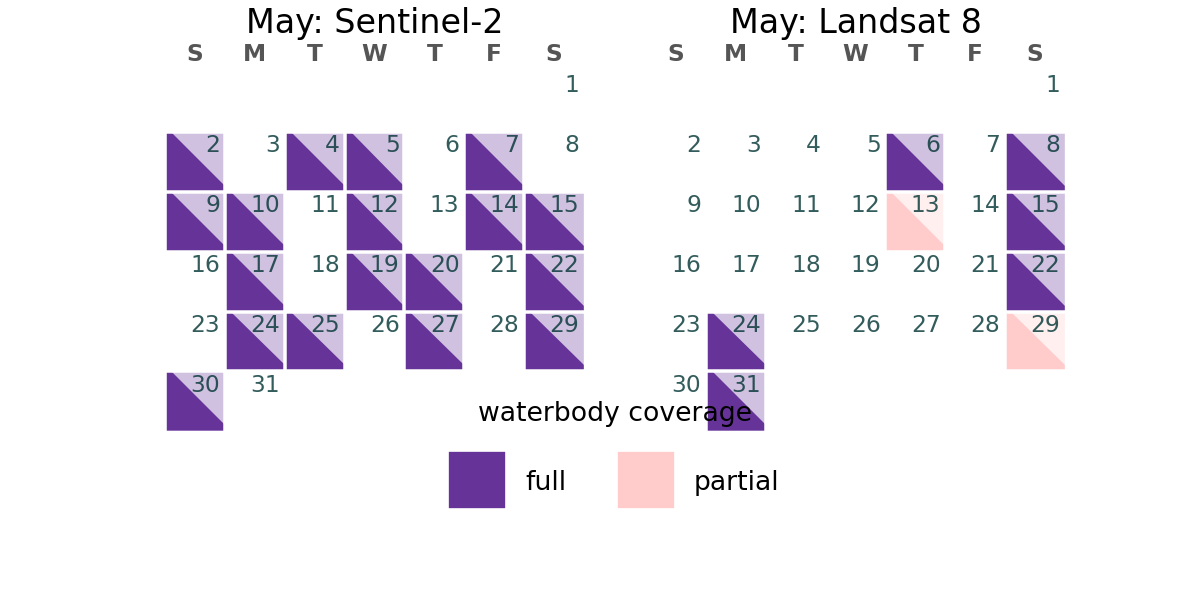 May: Sentinel-2 May: Landsat 8
S M T W T F S S M T W T F S
1 1
2 3 4 5 6 7 8 2 3 4 5 6 7 8
9 10 11 12 13 14 15 9 10 11 12 13 14 15
16 17 18 19 20 21 22 16 17 18 19 20 21 22
23 24 25 26 27 28 29 23 24 25 26 27 28 29
30 31 30 31
waterbody coverage
full partial